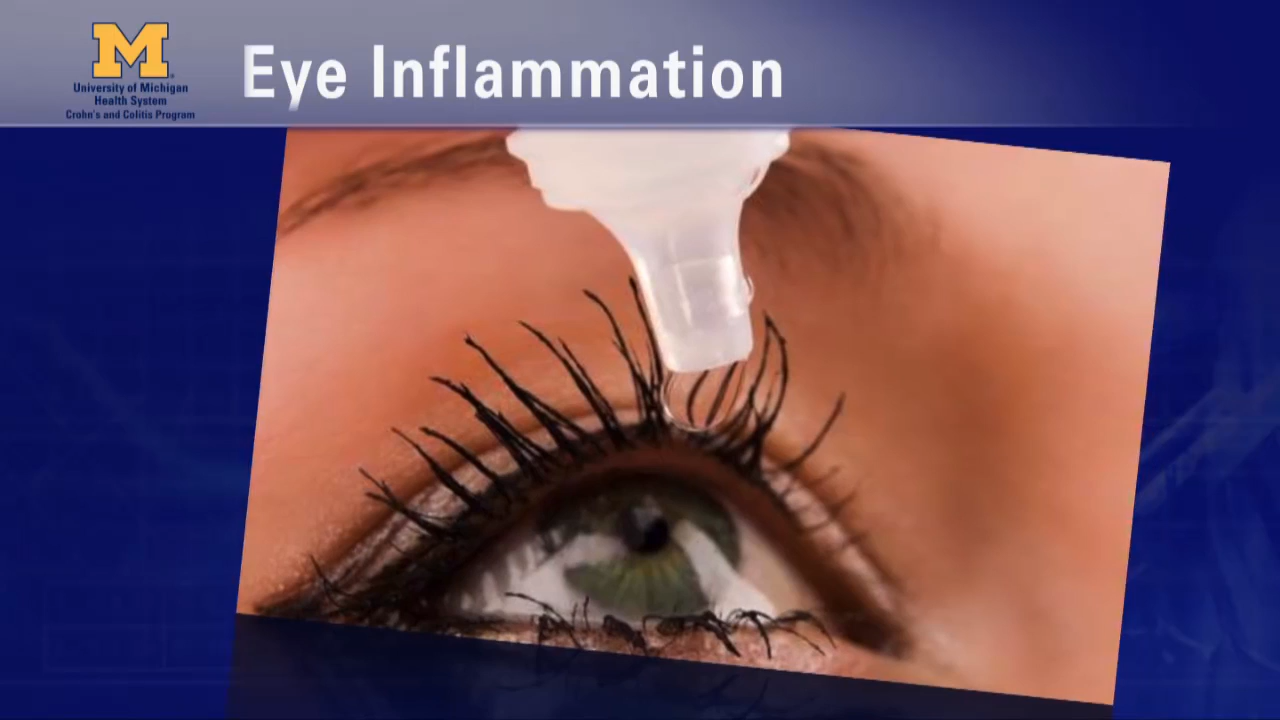 M
University of Michigan
Health System
Crohn's and Colitis Program
Eye Inflammation